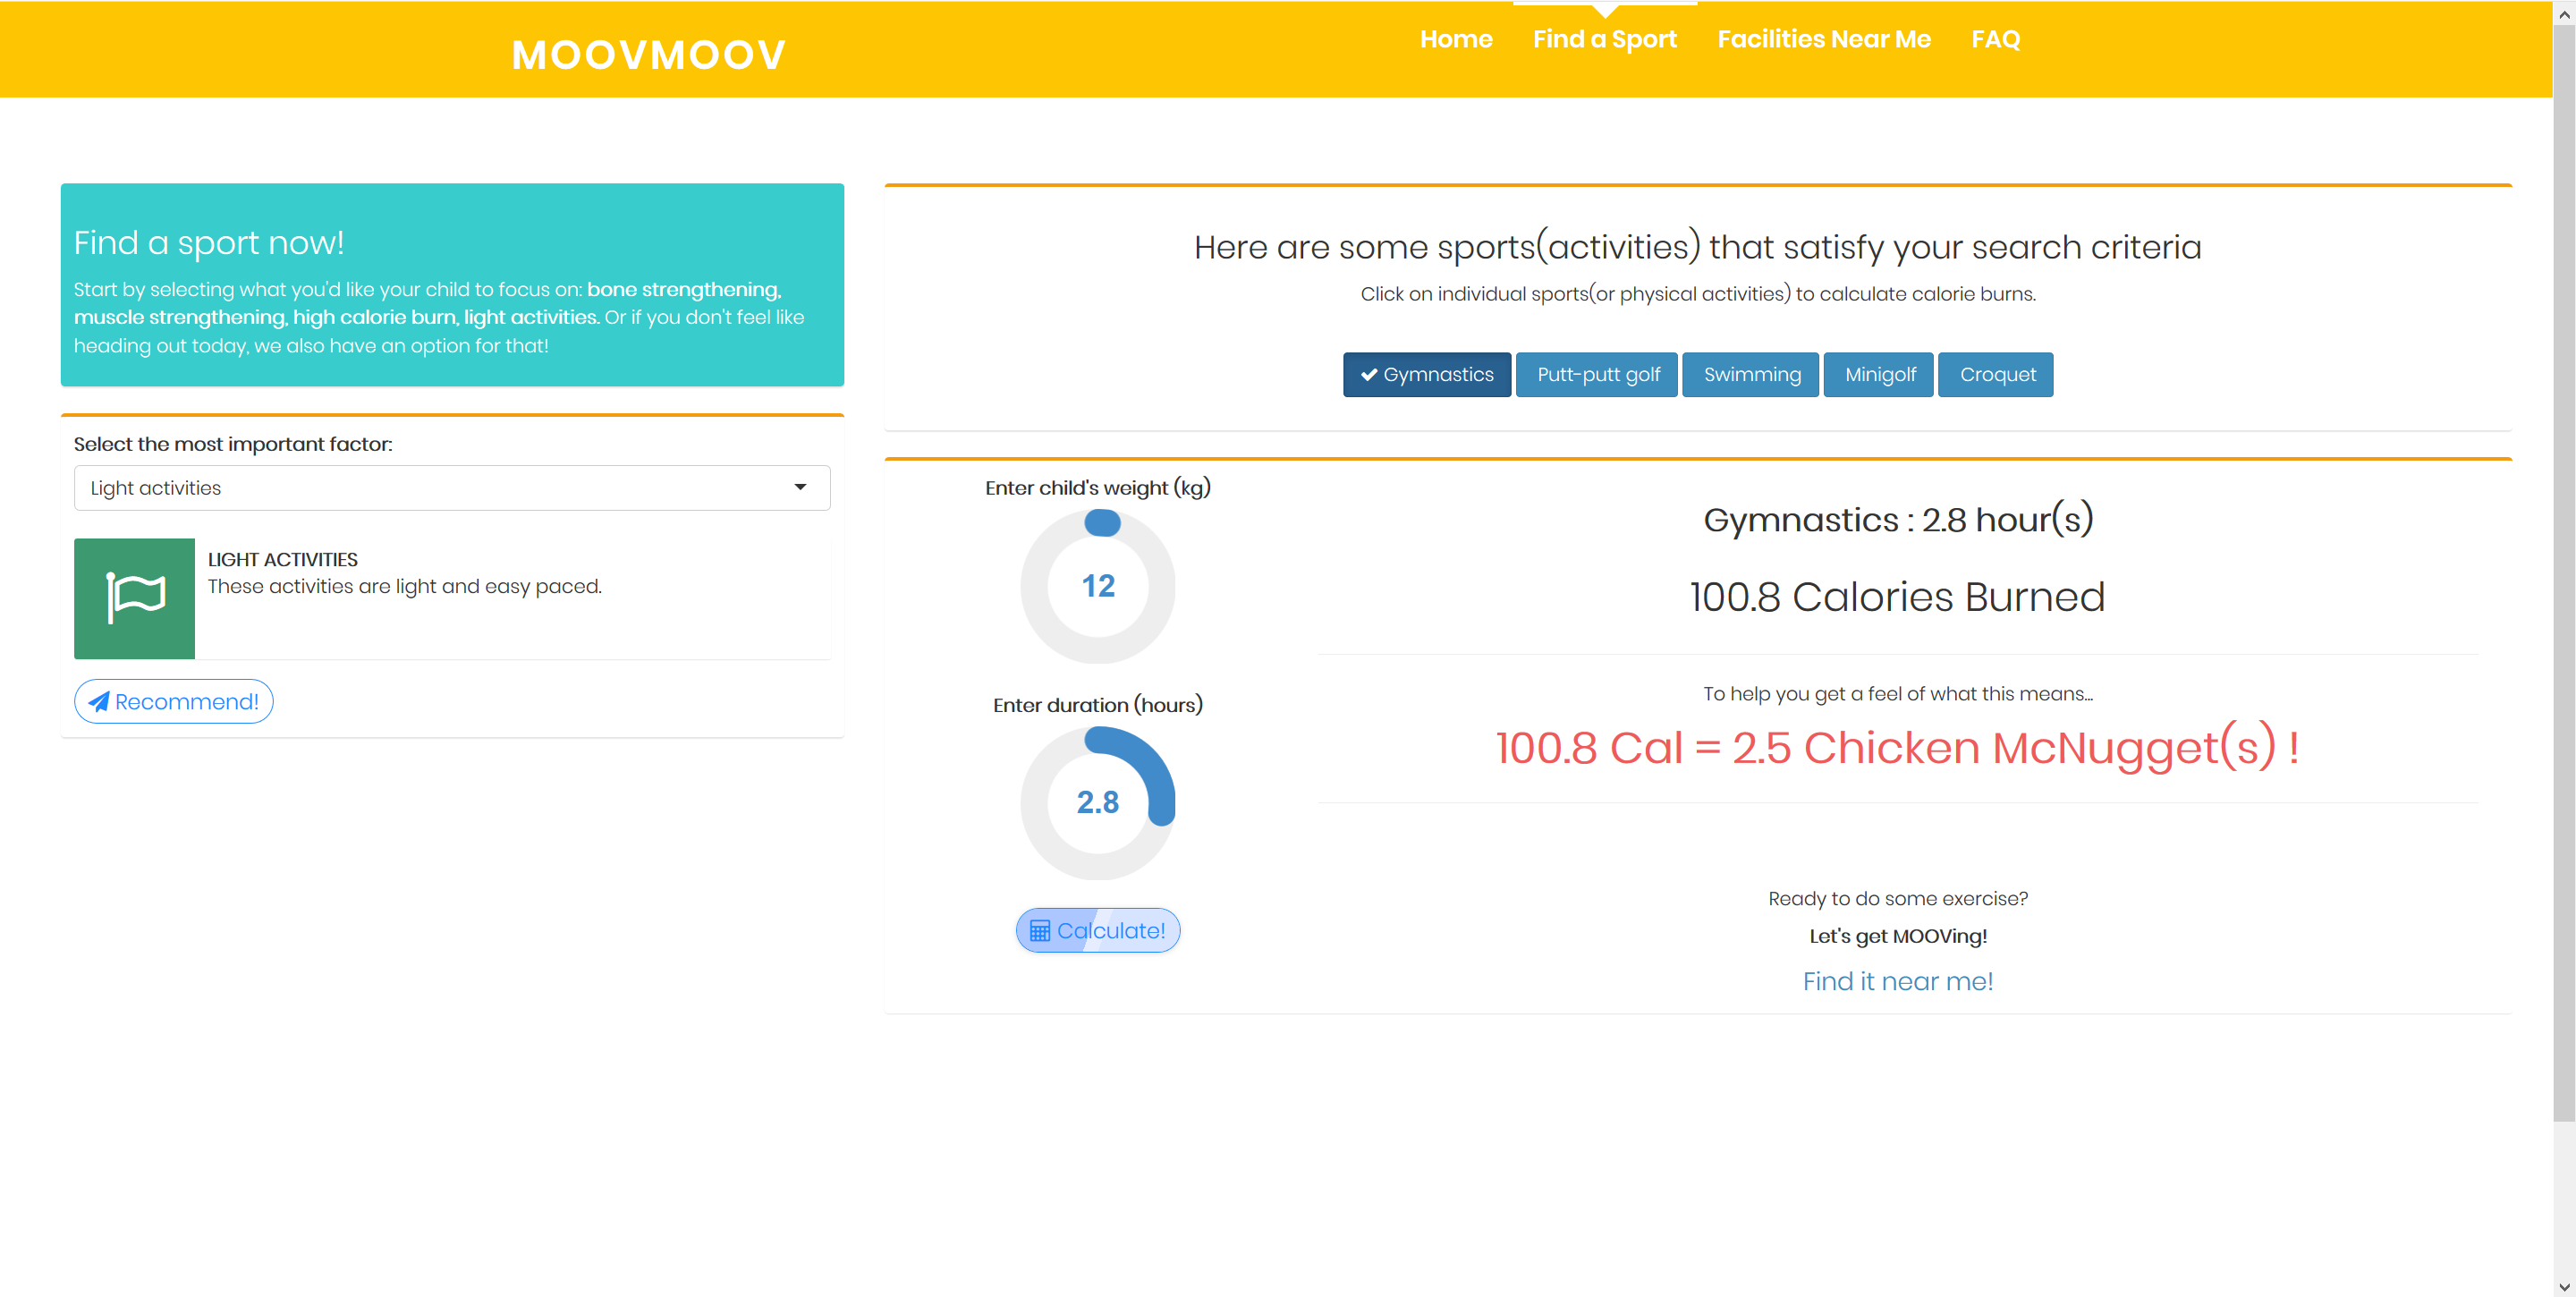 MOOVMOOV
Home Find a Sport Facilities Near Me FAQ
Find a sport now!
Start by selecting what you'd like your child to focus on: bone strengthening,
muscle strengthening, high calorie burn, light activities. Or if you don't feel like
heading out today, we also have an option for that!
Select the most important factor:
Light activities
LIGHT ACTIVITIES
These activities are light and easy paced.
Recommend!
Here are some sports(activities) that satisfy your search criteria
Click on individual sports(or physical activities) to calculate calorie burns.
Gymnastics Putt-putt golf Swimming Minigolf Croquet
Enter child's weight (kg)
12
Enter duration (hours)
2.8
Calculate!
Gymnastics : 2.8 hour(s)
100.8 Calories Burned
To help you get a feel of what this means...
100.8 Cal = 2.5 Chicken McNugget(s) !
Ready to do some exercise?
Let's get MOOVing!
Find it near me!